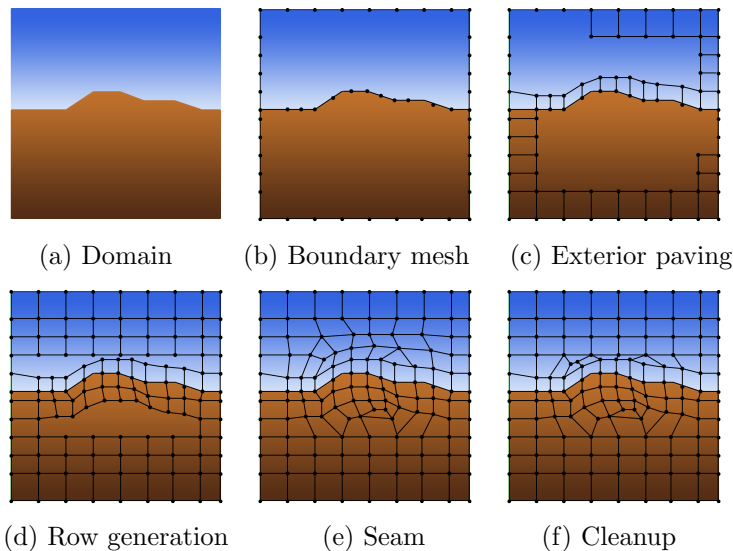 (a) Domain
(b) Boundary mesh
(c) Exterior paving
(d) Row generation
(e) Seam
(f) Cleanup